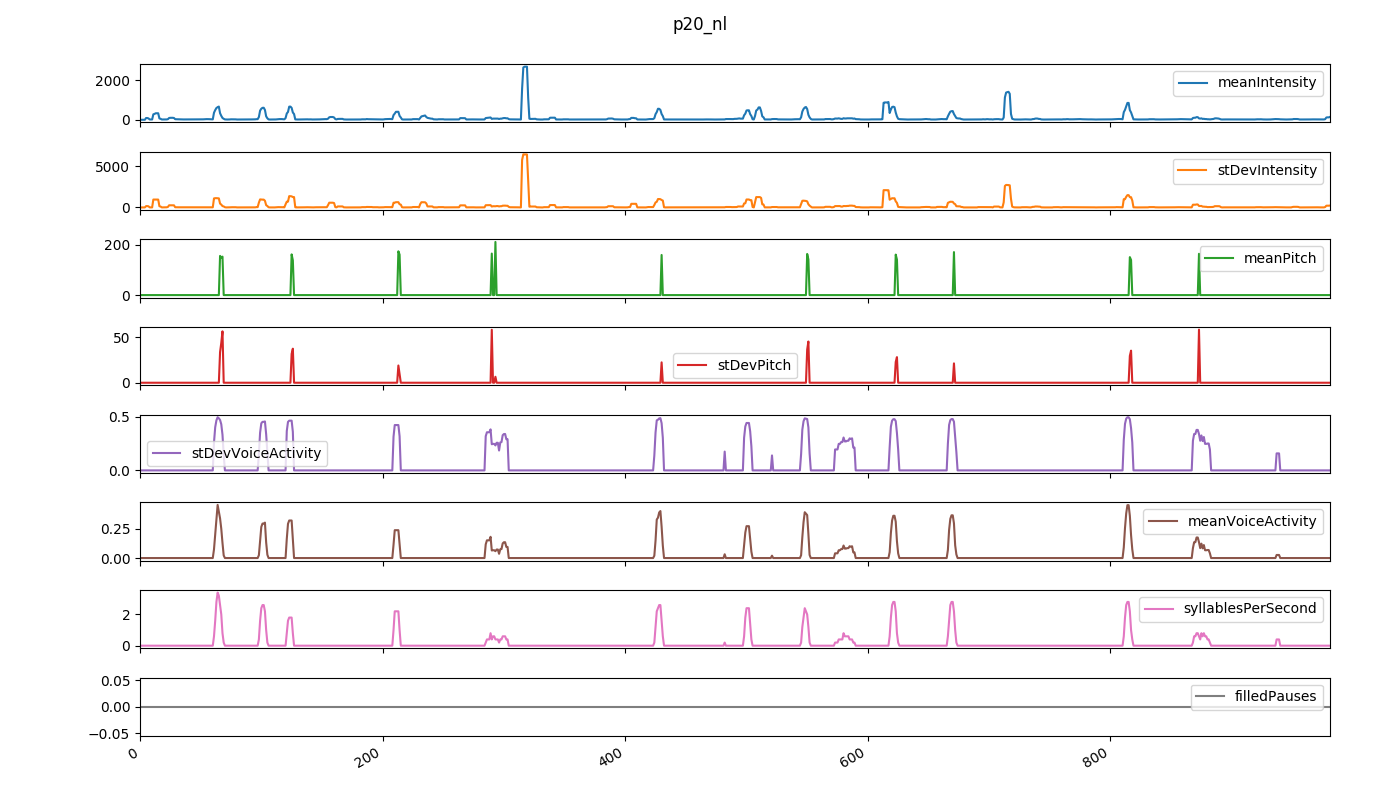 p20_nl
2000
0
meanIntensity
5000
0
stDevIntensity
200
0
meanPitch
50
0
stDevPitch
0.5
0.0
stDevVoiceActivity
0.25
0.00
meanVoiceActivity
2
0
syllablesPerSecond
0.05
0.00
−0.05
filledPauses
0
200
400
600
800